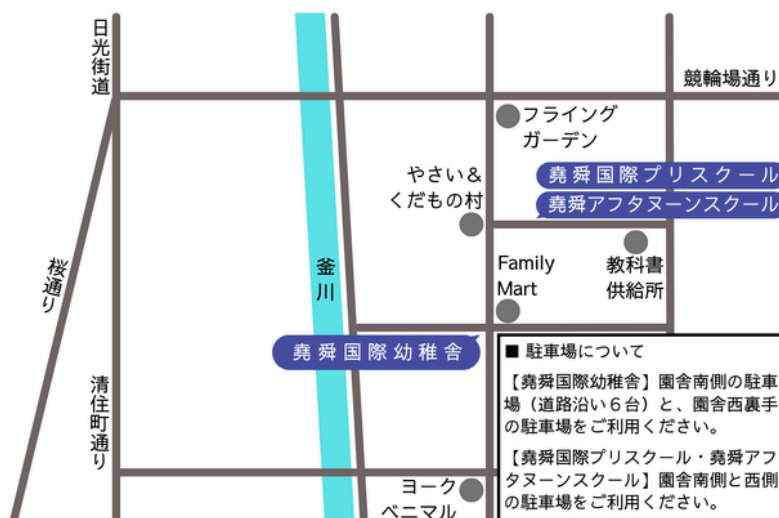 日光街道
競輪場通り
フライング
ガーデン
やさい＆
くだもの村
堯舜国際プリスクール
堯舜アフタヌーンスクール
桜通り
釜川
Family
Mart
教科書
供給所
堯舜国際幼稚舎
清住町通り
ヨーク
ベニマル
■ 駐車場について
【堯舜国際幼稚舎】園舎南側の駐車
場（道路沿い６台）と、園舎西裏手
の駐車場をご利用ください。
【堯舜国際プリスクール・堯舜アフ
タヌーンスクール】園舎南側と西側
の駐車場をご利用ください。